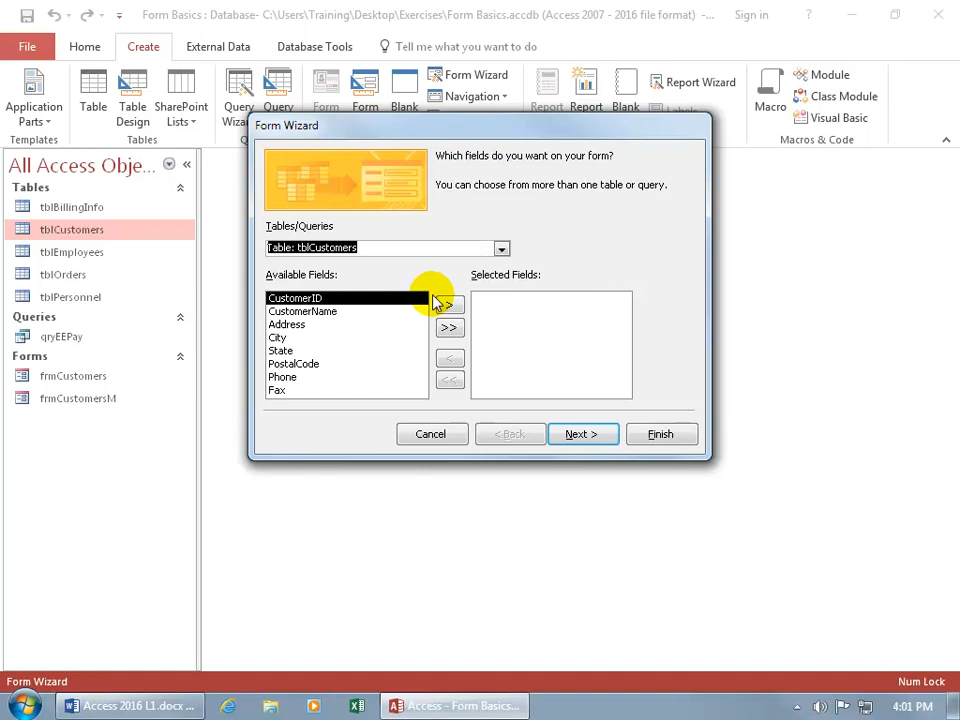 Form Basics : Database- C:\Users\Training\Desktop\Exercises\Form Basics.accdb (Access 2007 - 2016 file format) -...
Sign in
?
File
Home
Create
External Data
Database Tools
Tell me what you want to do
Application
Parts
Table
Table
Design
SharePoint
Lists
Query
Wizar
Query
Form
Form
Blank
Form Wizard
Navigation
Report
Report
Blank
Report Wizard
Labels
Macro
Module
Class Module
Visual Basic
Templates
Tables
Macros & Code
All Access Obje...
«
Tables
tblBillingInfo
tblCustomers
tblEmployees
tblOrders
tblPersonnel
Queries
qryEEPay
Forms
frmCustomers
frmCustomersM
Form Wizard
Which fields do you want on your form?
You can choose from more than one table or query.
Tables/Queries
Table: tblCustomers
Available Fields:
Selected Fields:
CustomerID
CustomerName
Address
City
State
PostalCode
Phone
Fax
>
>>
<
<<
Cancel
< Back
Next >
Finish
Form Wizard
Num Lock
Access 2016 L1.docx ...
Access - Form Basics...
4:01 PM